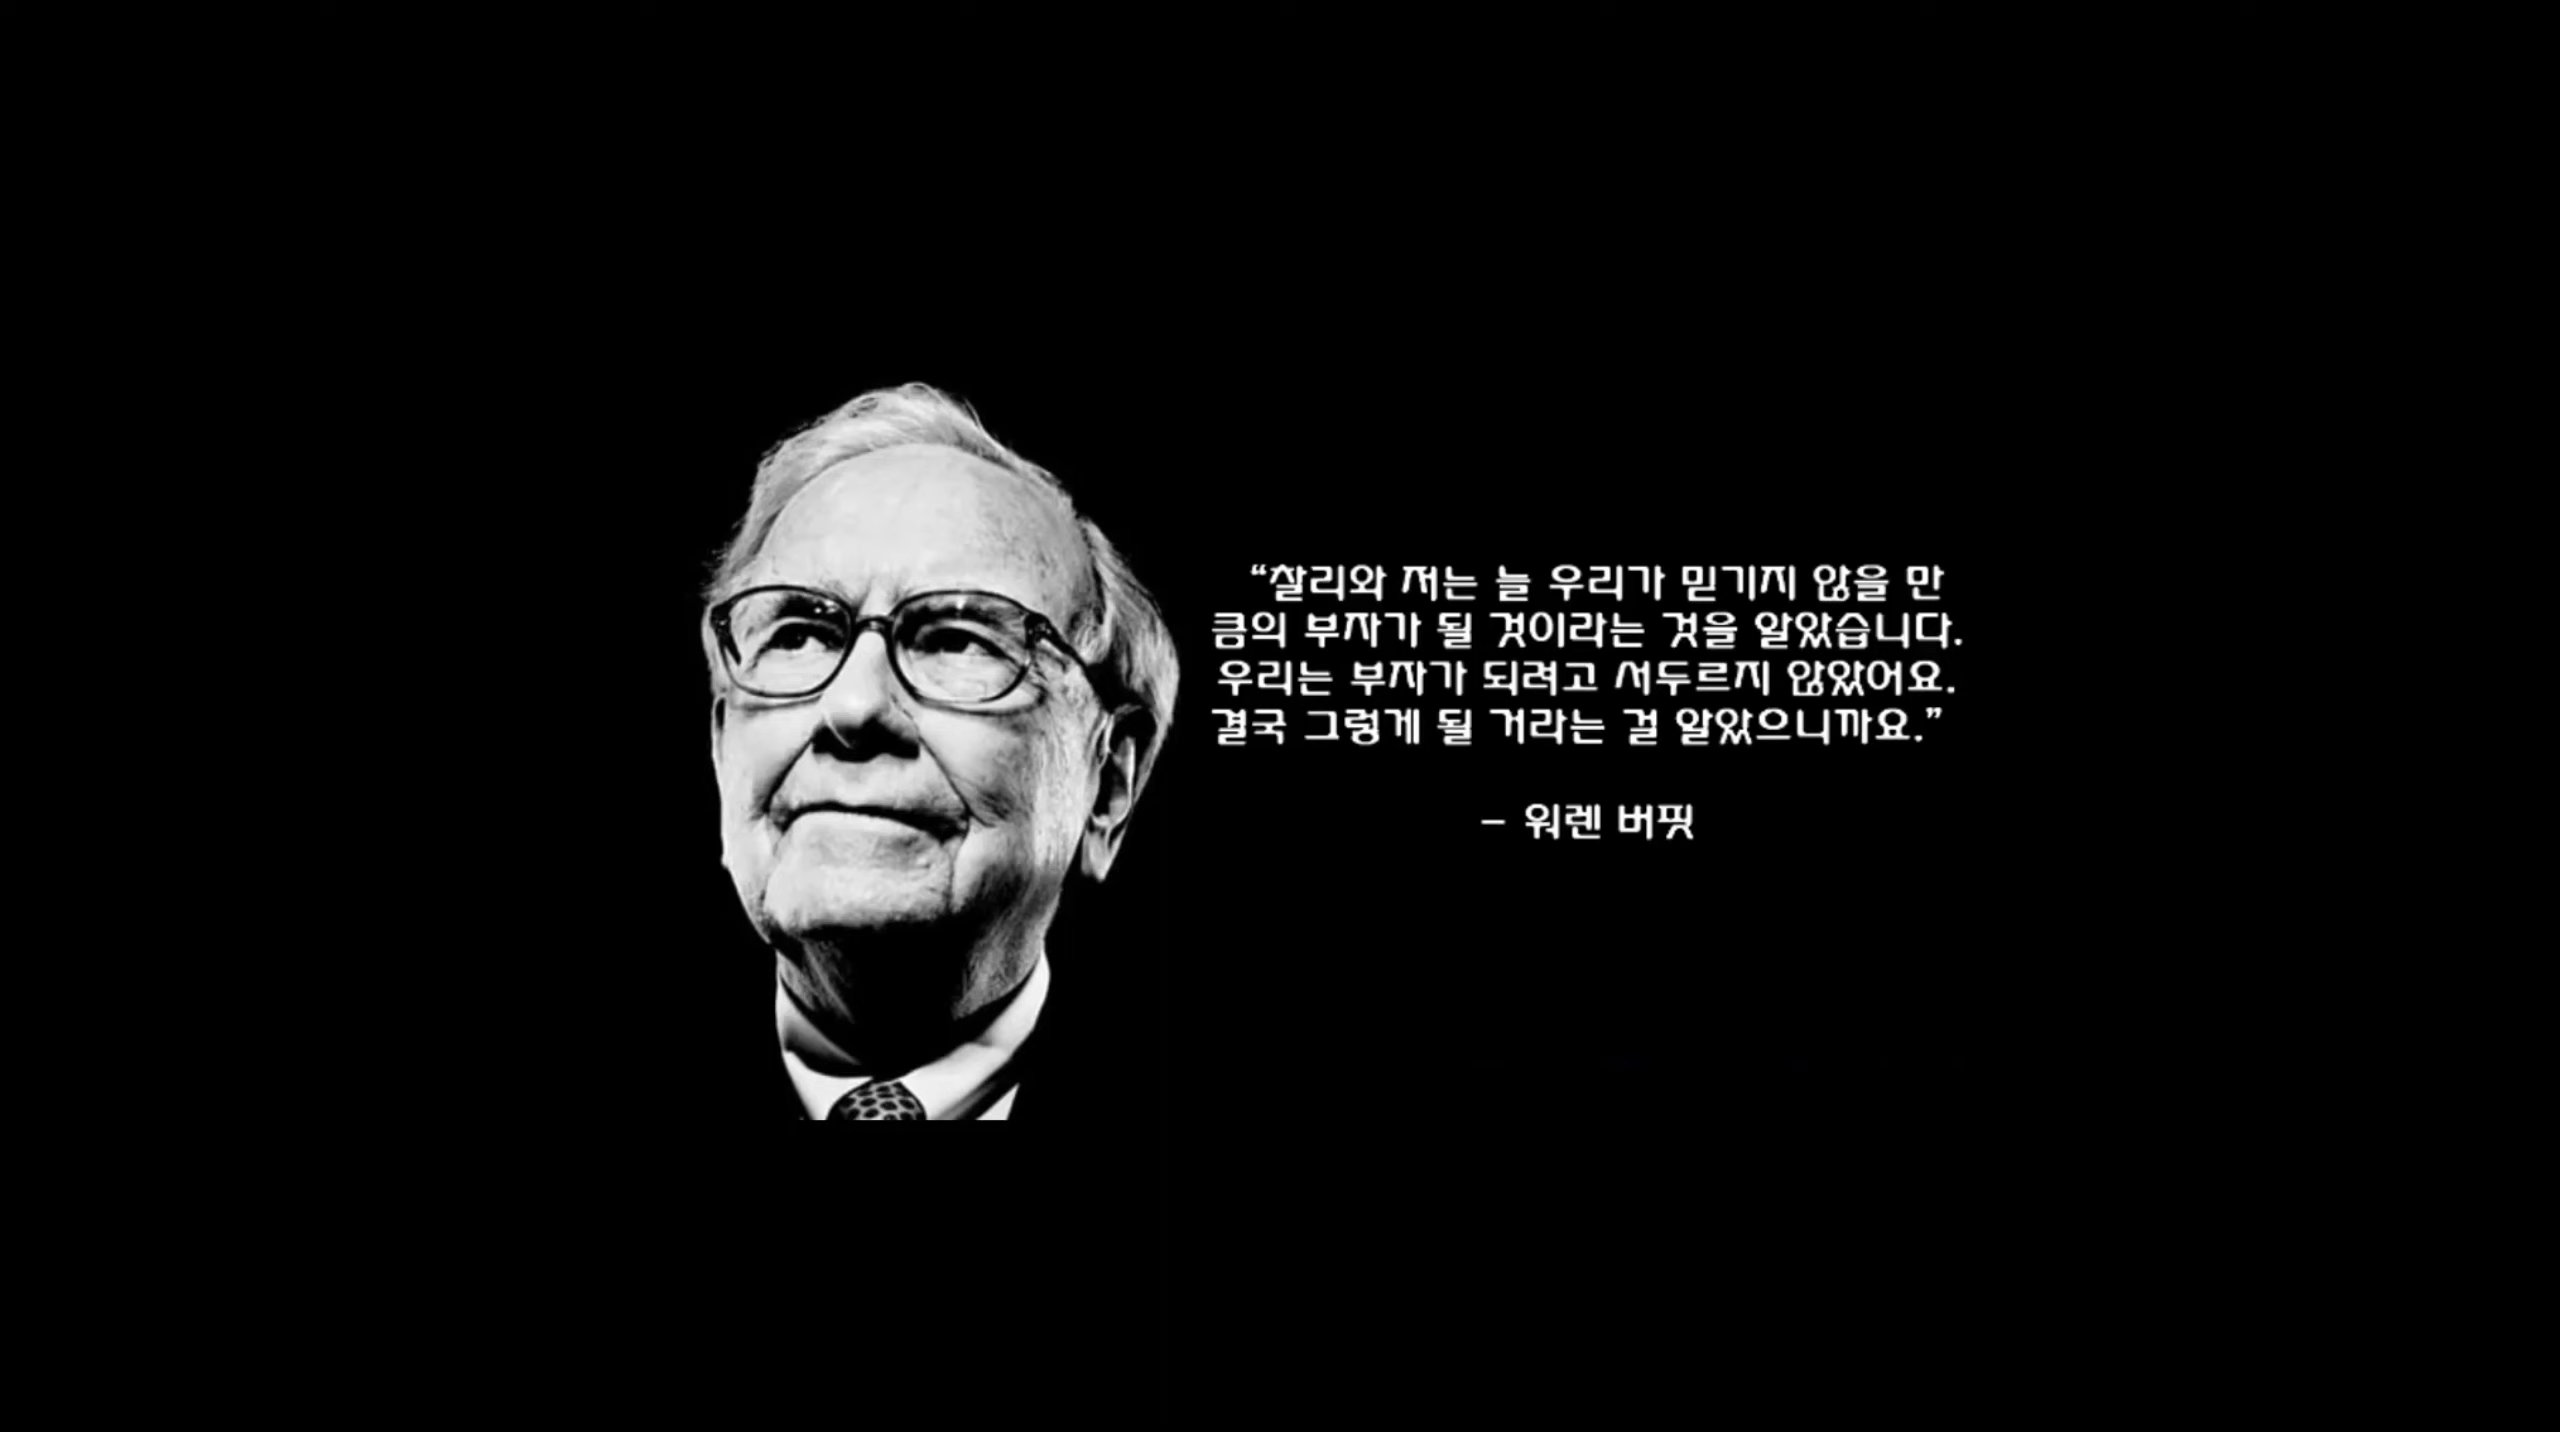 “찰리와 저는 늘 우리가 믿기지 않을 만
큼의 부자가 될 것이라는 것을 알았습니다.
우리는 부자가 되려고 서두르지 않았어요.
결국 그렇게 될 거라는 걸 알았으니까요.”
– 워렌 버핏